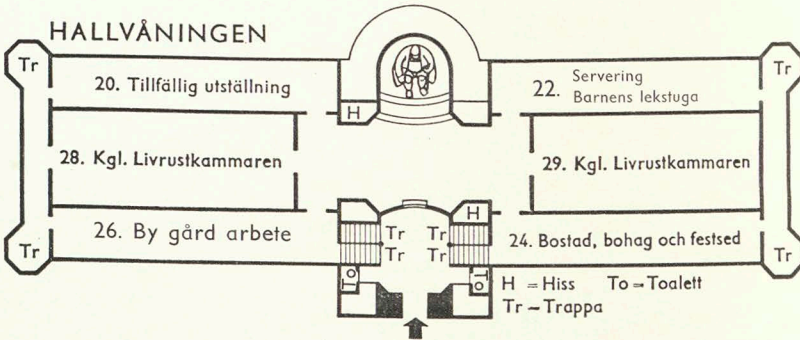 HALLVÅNINGEN
Tr
Tr
20. Tillfällig utställning
22. Servering
Barnens lekstuga
H
28. Kgl. Livrustkammaren
29. Kgl. Livrustkammaren
H
26. By gård arbete
Tr
Tr
24. Bostad, bohag och festsed
Tr
Tr
Tr
Tr
To
To
H = Hiss To = Toalett
Tr – Trappa